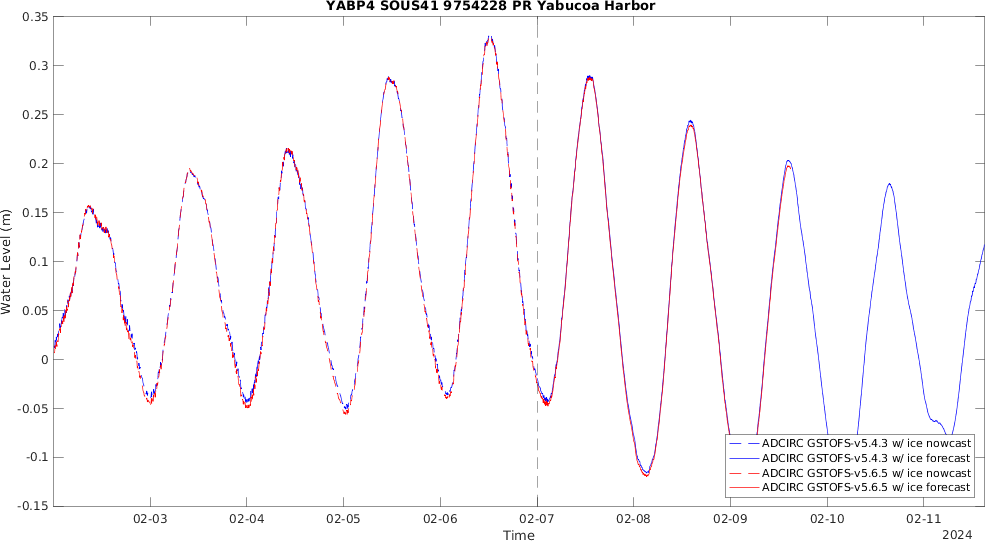 YABP4 SOUS41 9754228 PR Yabucoa Harbor
0.35
0.3
0.25
0.2
0.15
0.1
0.05
0
-0.05
-0.1
-0.15
Water Level (m)
02-03 02-04 02-05 02-06 02-07 02-08 02-09 02-10 02-11
Time
2024
ADCIRC GSTOFS-v5.4.3 w/ ice nowcast
ADCIRC GSTOFS-v5.4.3 w/ ice forecast
ADCIRC GSTOFS-v5.6.5 w/ ice nowcast
ADCIRC GSTOFS-v5.6.5 w/ ice forecast